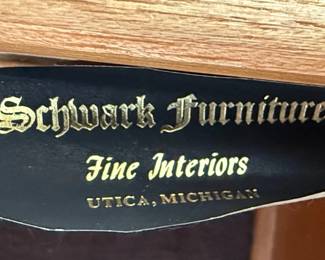 Schwark Furniture
Fine Interiors
UTICA, MICHIGAN